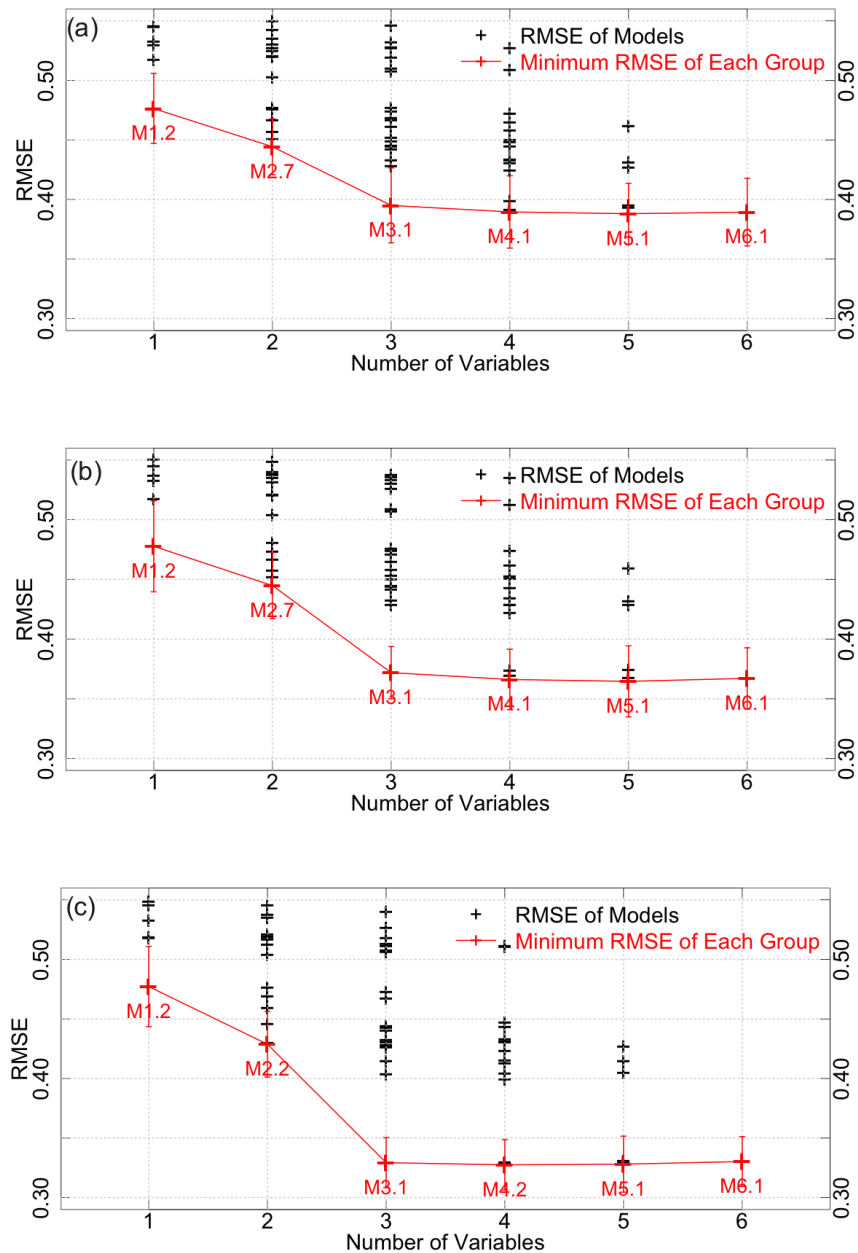 (a)
RMSE of Models
Minimum RMSE of Each Group
0.50 0.50
M1.2
M2.7
RMSE
0.40 0.40
M3.1 M4.1 M5.1 M6.1
0.30 0.30
1 2 3 4 5 6
Number of Variables
(b)
RMSE of Models
Minimum RMSE of Each Group
0.50 0.50
M1.2
M2.7
RMSE
0.40 0.40
M3.1 M4.1 M5.1 M6.1
0.30 0.30
1 2 3 4 5 6
Number of Variables
(c)
RMSE of Models
Minimum RMSE of Each Group
0.50 0.50
M1.2
M2.2
RMSE
0.40 0.40
M3.1 M4.2 M5.1 M6.1
0.30 0.30
1 2 3 4 5 6
Number of Variables